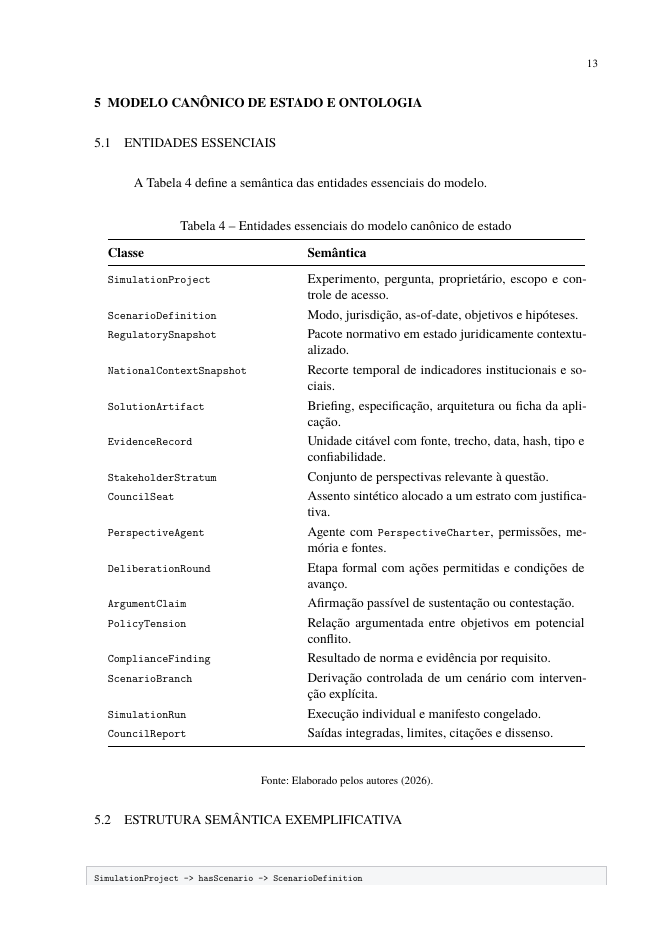 13
5 MODELO CANÔNICO DE ESTADO E ONTOLOGIA
5.1 ENTIDADES ESSENCIAIS
A Tabela 4 define a semântica das entidades essenciais do modelo.
Tabela 4 – Entidades essenciais do modelo canônico de estado
Classe Semântica
SimulationProject Experimento, pergunta, proprietário, escopo e con-
trole de acesso.
ScenarioDefinition Modo, jurisdição, as-of-date, objetivos e hipóteses.
RegulatorySnapshot Pacote normativo em estado juridicamente contextu-
alizado.
NationalContextSnapshot Recorte temporal de indicadores institucionais e so-
ciais.
SolutionArtifact Briefing, especificação, arquitetura ou ficha da apli-
cação.
EvidenceRecord Unidade citável com fonte, trecho, data, hash, tipo e
confiabilidade.
StakeholderStratum Conjunto de perspectivas relevante à questão.
CouncilSeat Assento sintético alocado a um estrato com justifica-
tiva.
PerspectiveAgent Agente com PerspectiveCharter, permissões, me-
mória e fontes.
DeliberationRound Etapa formal com ações permitidas e condições de
avanço.
ArgumentClaim Afirmação passível de sustentação ou contestação.
PolicyTension Relação argumentada entre objetivos em potencial
conflito.
ComplianceFinding Resultado de norma e evidência por requisito.
ScenarioBranch Derivação controlada de um cenário com interven-
ção explícita.
SimulationRun Execução individual e manifesto congelado.
CouncilReport Saídas integradas, limites, citações e dissenso.
Fonte: Elaborado pelos autores (2026).
5.2 ESTRUTURA SEMÂNTICA EXEMPLIFICATIVA
SimulationProject -> hasScenario -> ScenarioDefinition